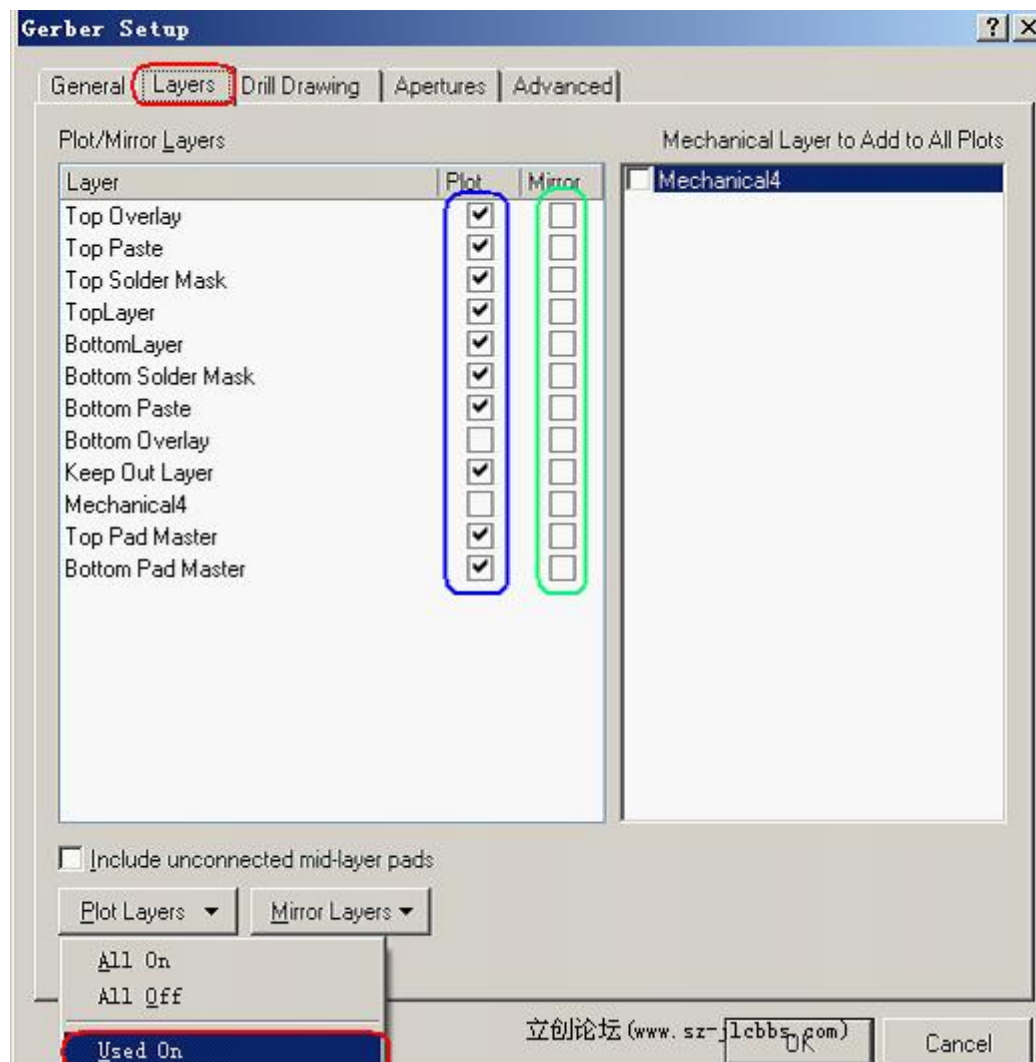 Gerber Setup
General
Layers
Drill Drawing
Apertures
Advanced
Plot/Mirror Layers
Mechanical Layer to Add to All Plots
Layer
Plot
Mirror
Mechanical4
Top Overlay
Top Paste
Top Solder Mask
TopLayer
BottomLayer
Bottom Solder Mask
Bottom Paste
Bottom Overlay
Keep Out Layer
Mechanical4
Top Pad Master
Bottom Pad Master
Include unconnected mid-layer pads
Plot Layers
Mirror Layers
All On
All Off
Used On
立创论坛(www.sz-jlcbbs.com)
OK
Cancel